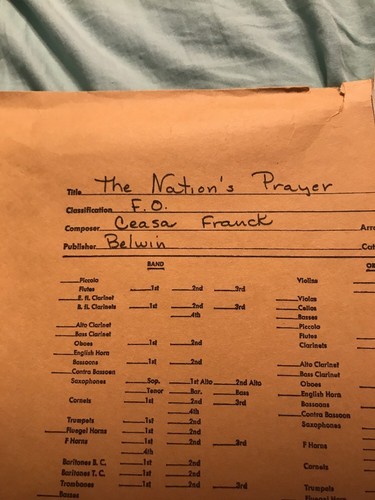 Title The Nation's Prayer
Classification F.O.
Composer Ceasa Franck Arra
Publisher Belwin Cat
BAND OR
Piccolo Violins
Flutes 1st 2nd 3rd
E. fl. Clarinet Violas
B. fl. Clarinets 1st 2nd 3rd Cellos
4th Basses
Piccolo
Alto Clarinet Flutes
Bass Clarinet Clarinets
Oboes 1st 2nd
English Horn
Bassoons 1st 2nd Alto Clarinet
Contra Bassoon Bass Clarinet
Saxophones Sop. 1st Alto 2nd Alto Oboes
Tenor Bar. Bass English Horn
Cornets 1st 2nd 3rd Bassoons
4th Contra Bassoon
Trumpets 1st 2nd Saxophones
Fluegel Horns 1st 2nd
F Horns 1st 2nd 3rd F Horns
4th
Baritones B. C. 1st 2nd Cornets
Baritones T. C. 1st 2nd
Trombones 1st 2nd 3rd Trumpets
Basses Fluegel Horns